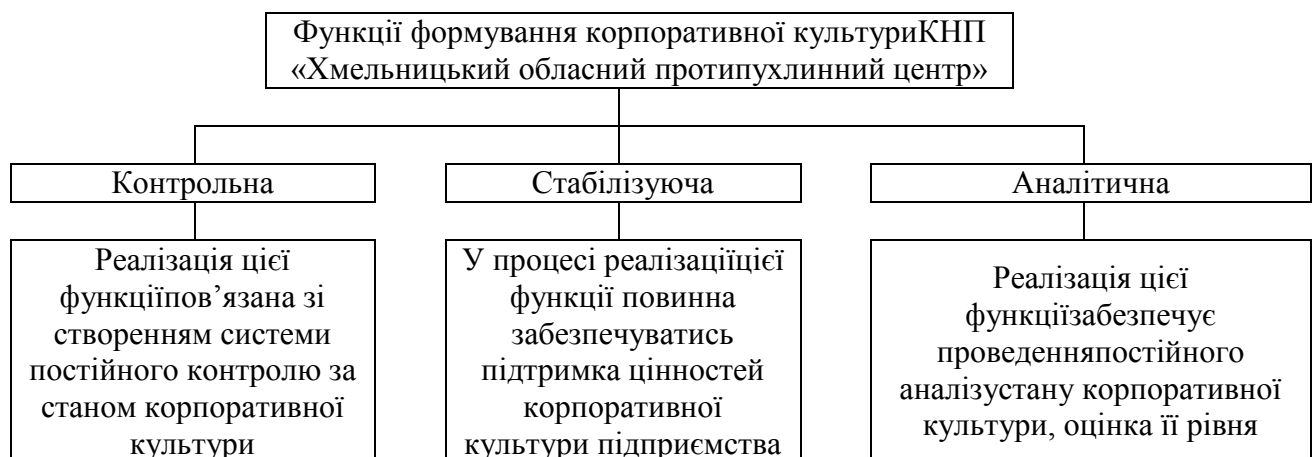 Функції формування корпоративної культуриКНП
«Хмельницький обласний протипухлинний центр»
Контрольна
Стабілізуюча
Аналітична
Реалізація цієї
функціїпов’язана зі
створенням системи
постійного контролю за
станом корпоративної
культури
У процесі реалізаціїцієї
функції повинна
забезпечуватись
підтримка цінностей
корпоративної
культури підприємства
Реалізація цієї
функціїзабезпечує
проведенняпостійного
аналізустану корпоративної
культури, оцінка її рівня